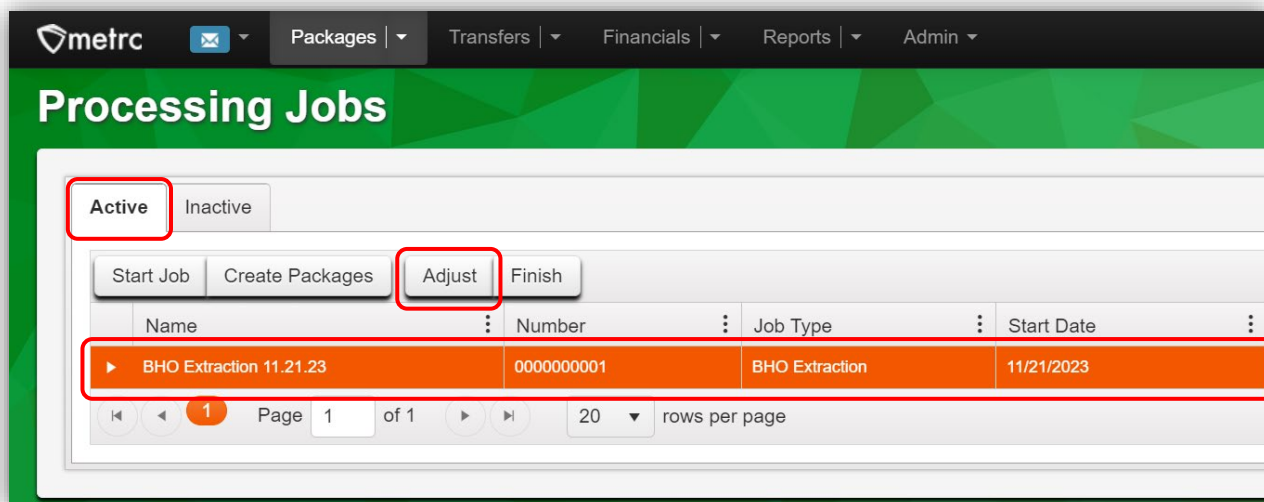 metrc Packages Transfers Financials Reports Admin
Processing Jobs
Active Inactive
Start Job Create Packages Adjust Finish
Name Number Job Type Start Date
BHO Extraction 11.21.23 0000000001 BHO Extraction 11/21/2023
1 Page 1 of 1 20 rows per page